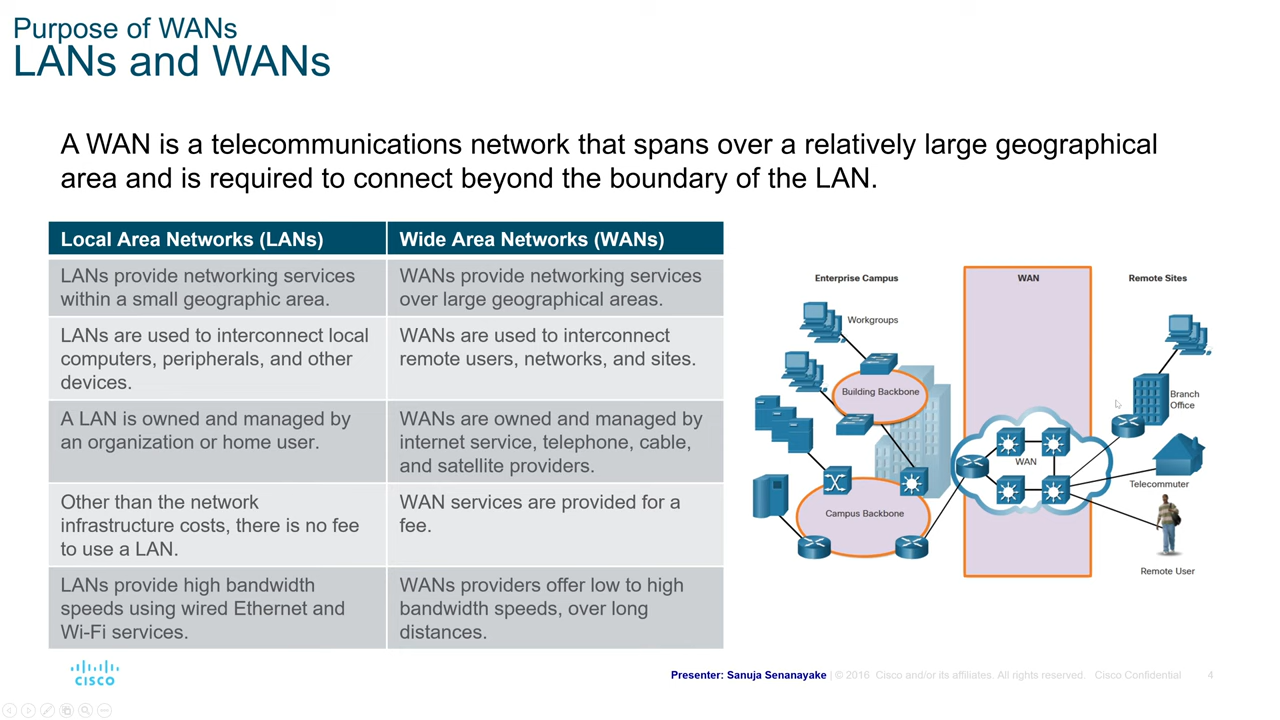 Purpose of WANs
LANs and WANs
A WAN is a telecommunications network that spans over a relatively large geographical
area and is required to connect beyond the boundary of the LAN.
Local Area Networks (LANs)
Wide Area Networks (WANs)
LANs provide networking services
within a small geographic area.
WANs provide networking services
over large geographical areas.
LANs are used to interconnect local
computers, peripherals, and other
devices.
WANs are used to interconnect
remote users, networks, and sites.
A LAN is owned and managed by
an organization or home user.
WANs are owned and managed by
internet service, telephone, cable,
and satellite providers.
Other than the network
infrastructure costs, there is no fee
to use a LAN.
WAN services are provided for a
fee.
LANs provide high bandwidth
speeds using wired Ethernet and
Wi-Fi services.
WANs providers offer low to high
bandwidth speeds, over long
distances.
Enterprise Campus
WAN
Remote Sites
Workgroups
Building Backbone
Branch
Office
WAN
Telecommuter
Campus Backbone
Remote User
CISCO
Presenter: Sanuja Senanayake | © 2016 Cisco and/or its affiliates. All rights reserved. Cisco Confidential 4